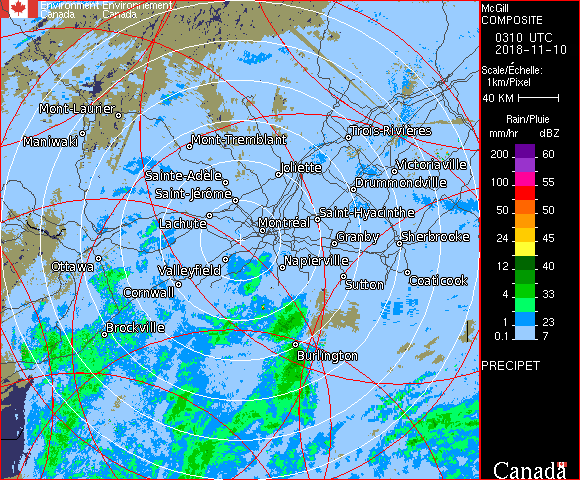 Environment Environnement
Canada Canada
McGill
COMPOSITE
0310 UTC
2018-11-10
Scale/Échelle:
1km/Pixel
40 KM
Rain/Pluie
mm/hr dBZ
200 60
100 55
50 50
24 45
12 40
4 33
1 23
0.1 7
PRECIPET
Canada
Mont-Laurier
Maniwaki
Mont-Tremblant
Trois-Rivières
Joliette
Victoriaville
Sainte-Adèle
Drummondville
Saint-Jérôme
Saint-Hyacinthe
Lachute
Montréal
Granby
Sherbrooke
Ottawa
Valleyfield
Napierville
Coaticook
Sutton
Cornwall
Brockville
Burlington